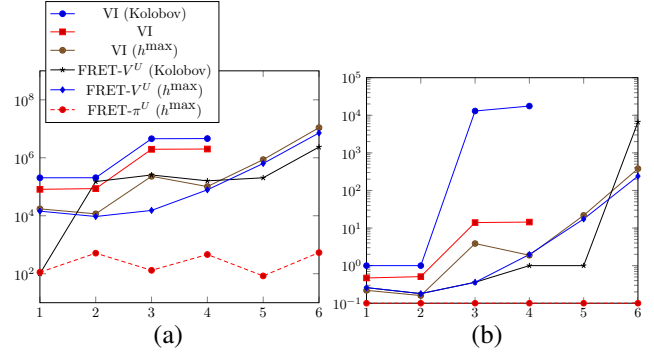 VI (Kolobov)
VI
VI (h^max)
FRET-V^U (Kolobov)
FRET-V^U (h^max)
FRET-π^U (h^max)
10^8
10^6
10^4
10^2
1 2 3 4 5 6
(a)
10^5
10^4
10^3
10^2
10^1
10^0
10^−1
1 2 3 4 5 6
(b)